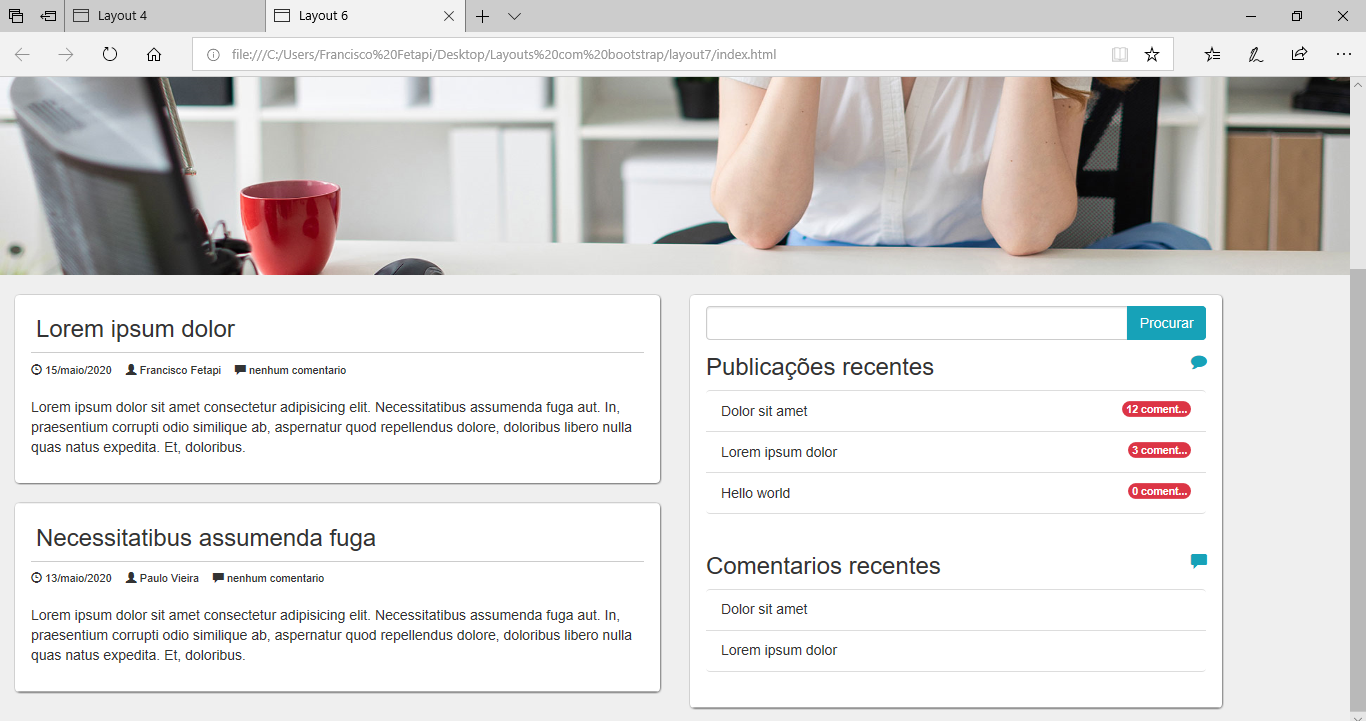 Layout 4
Layout 6
file:///C:/Users/Francisco%20Fetapi/Desktop/Layouts%20com%20bootstrap/layout7/index.html
Lorem ipsum dolor
15/maio/2020 Francisco Fetapi nenhum comentario
Lorem ipsum dolor sit amet consectetur adipisicing elit. Necessitatibus assumenda fuga aut. In,
praesentium corrupti odio similique ab, aspernatur quod repellendus dolore, doloribus libero nulla
quas natus expedita. Et, doloribus.
Necessitatibus assumenda fuga
13/maio/2020 Paulo Vieira nenhum comentario
Lorem ipsum dolor sit amet consectetur adipisicing elit. Necessitatibus assumenda fuga aut. In,
praesentium corrupti odio similique ab, aspernatur quod repellendus dolore, doloribus libero nulla
quas natus expedita. Et, doloribus.
Procurar
Publicações recentes
Dolor sit amet 12 coment...
Lorem ipsum dolor 3 coment...
Hello world 0 coment...
Comentarios recentes
Dolor sit amet
Lorem ipsum dolor